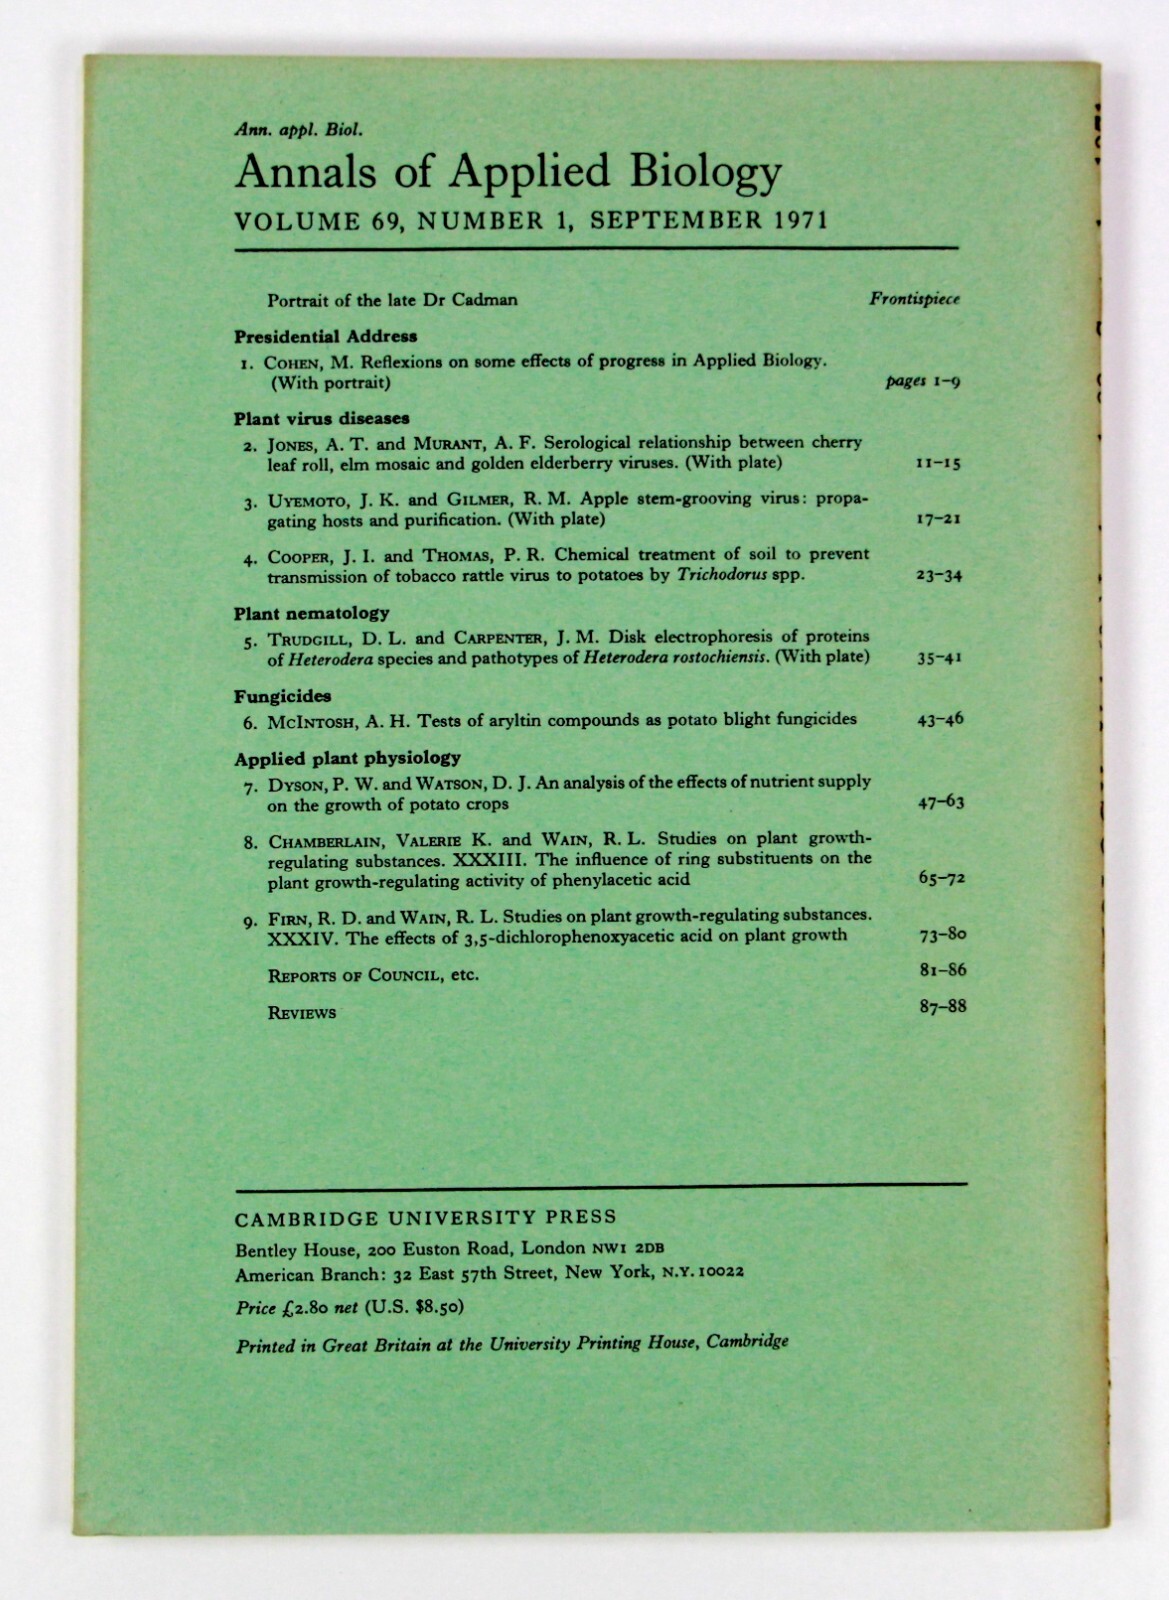 Ann. appl. Biol.
Annals of Applied Biology
VOLUME 69, NUMBER 1, SEPTEMBER 1971
Portrait of the late Dr Cadman Frontispiece
Presidential Address
1. COHEN, M. Reflexions on some effects of progress in Applied Biology.
(With portrait) pages 1–9
Plant virus diseases
2. JONES, A. T. and MURANT, A. F. Serological relationship between cherry
leaf roll, elm mosaic and golden elderberry viruses. (With plate) 11–15
3. UYEMOTO, J. K. and GILMER, R. M. Apple stem-grooving virus: propa-
gating hosts and purification. (With plate) 17–21
4. COOPER, J. I. and THOMAS, P. R. Chemical treatment of soil to prevent
transmission of tobacco rattle virus to potatoes by Trichodorus spp. 23–34
Plant nematology
5. TRUDGILL, D. L. and CARPENTER, J. M. Disk electrophoresis of proteins
of Heterodera species and pathotypes of Heterodera rostochiensis. (With plate) 35–41
Fungicides
6. MCINTOSH, A. H. Tests of aryltin compounds as potato blight fungicides 43–46
Applied plant physiology
7. DYSON, P. W. and WATSON, D. J. An analysis of the effects of nutrient supply
on the growth of potato crops 47–63
8. CHAMBERLAIN, VALERIE K. and WAIN, R. L. Studies on plant growth-
regulating substances. XXXIII. The influence of ring substituents on the
plant growth-regulating activity of phenylacetic acid 65–72
9. FIRN, R. D. and WAIN, R. L. Studies on plant growth-regulating substances.
XXXIV. The effects of 3,5-dichlorophenoxyacetic acid on plant growth 73–80
REPORTS OF COUNCIL, etc. 81–86
REVIEWS 87–88
CAMBRIDGE UNIVERSITY PRESS
Bentley House, 200 Euston Road, London NW1 2DB
American Branch: 32 East 57th Street, New York, N.Y. 10022
Price £2.80 net (U.S. $8.50)
Printed in Great Britain at the University Printing House, Cambridge